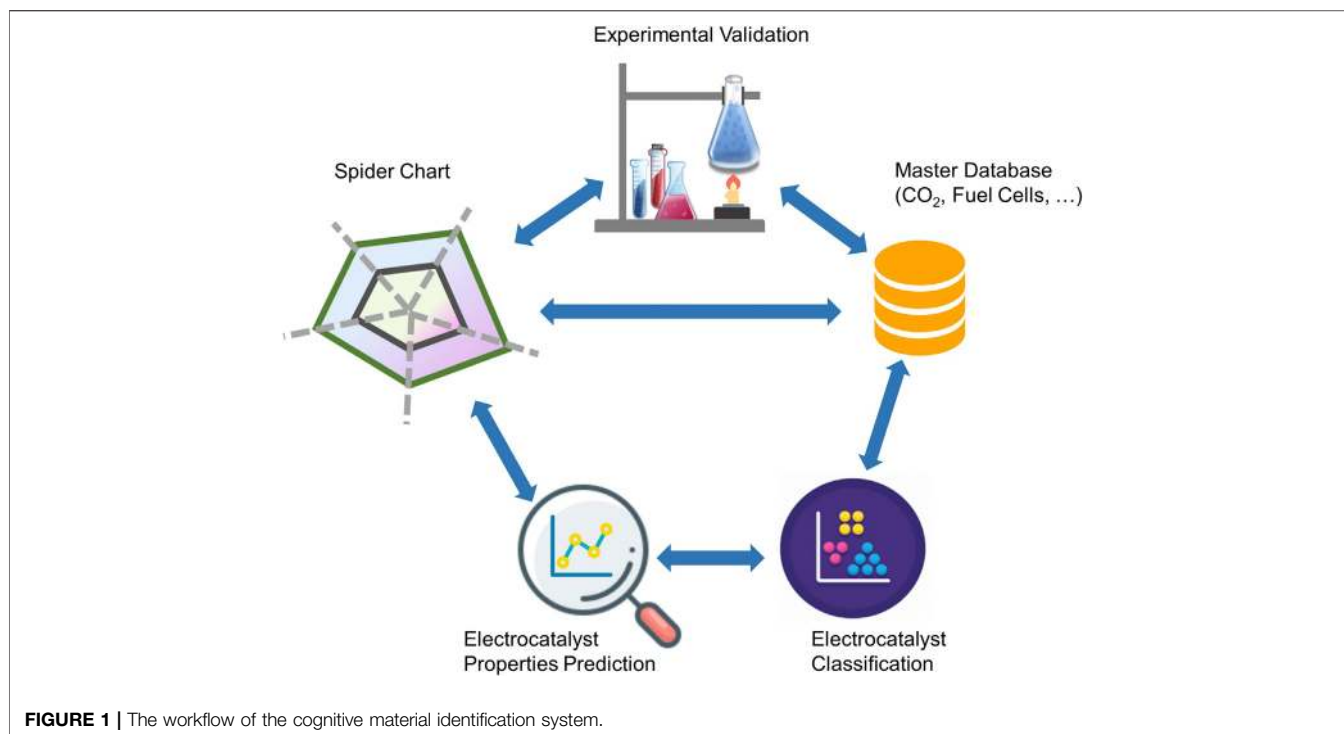 Experimental Validation
Spider Chart
Master Database
(CO₂, Fuel Cells, ...)
Electrocatalyst
Properties Prediction
Electrocatalyst
Classification
FIGURE 1 | The workflow of the cognitive material identification system.